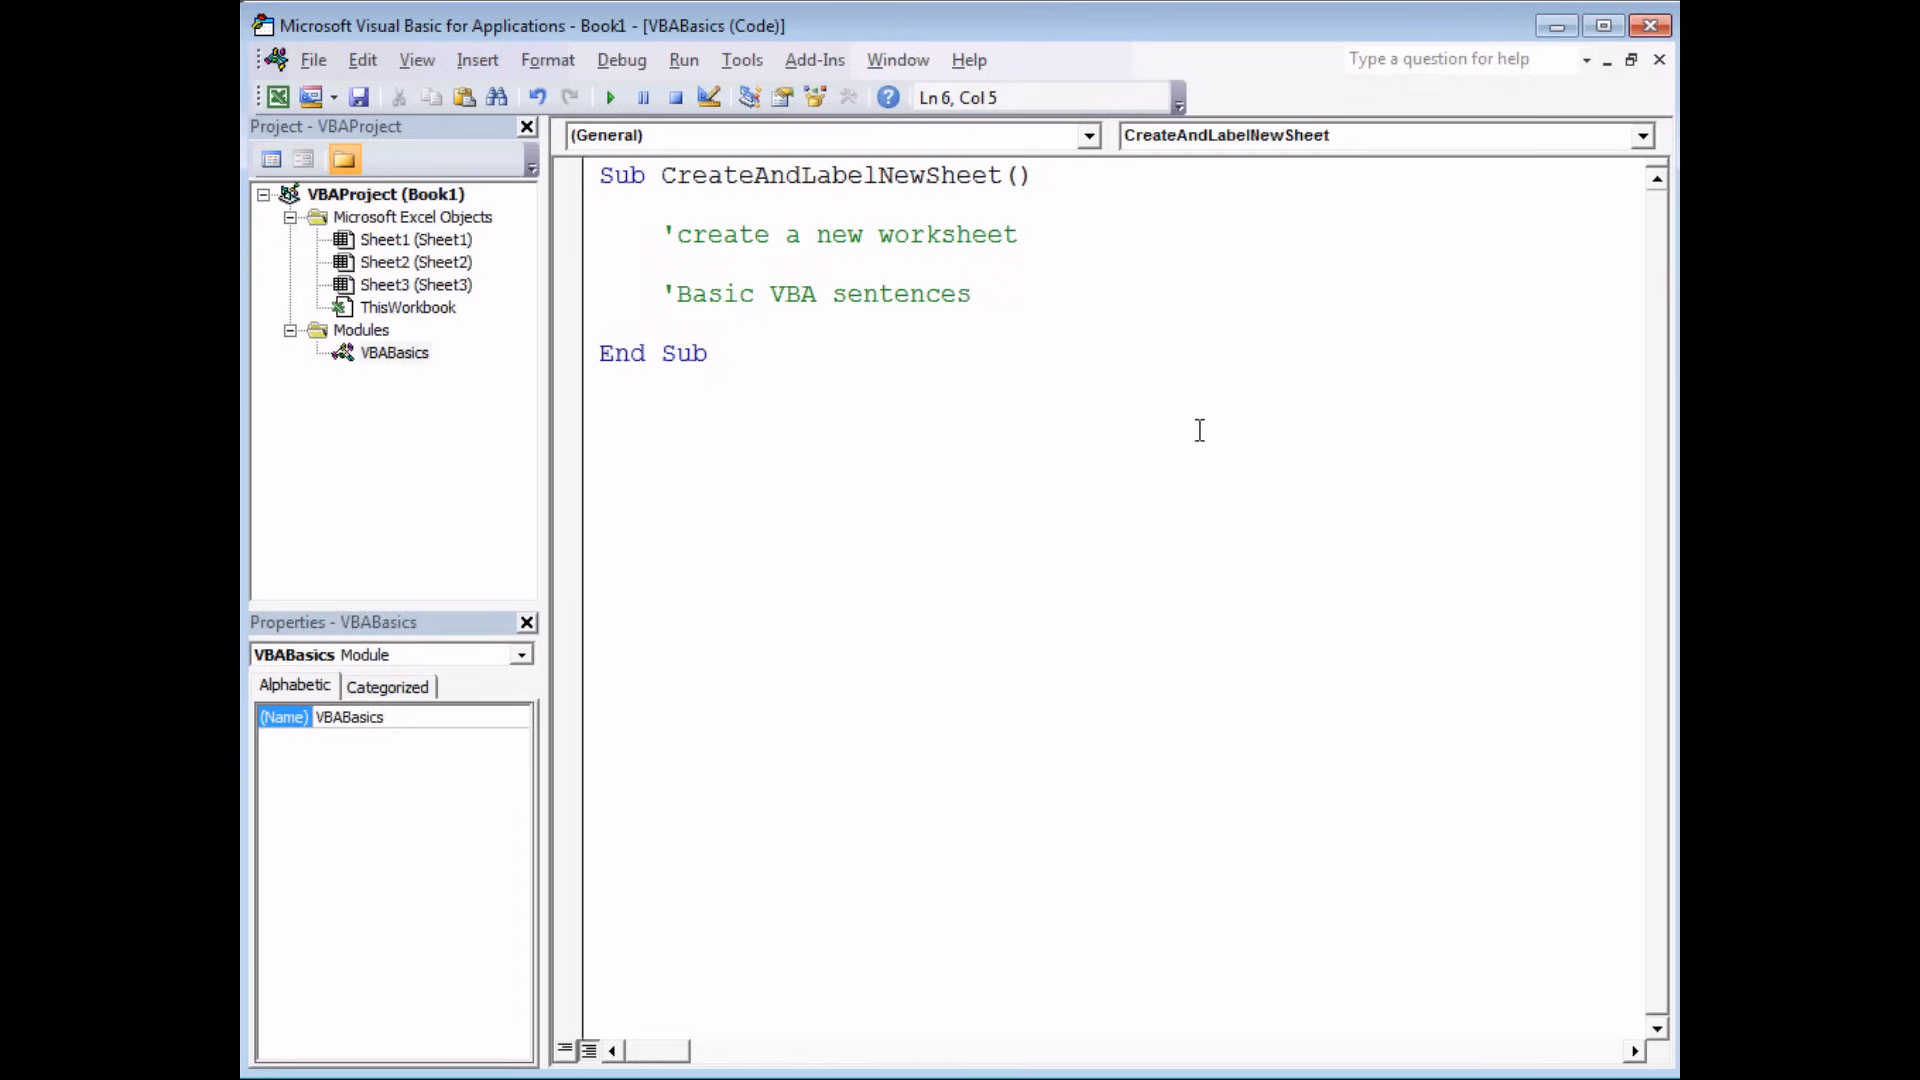 Microsoft Visual Basic for Applications - Book1 - [VBABasics (Code)]
File Edit View Insert Format Debug Run Tools Add-Ins Window Help
Type a question for help
Ln 6, Col 5
Project - VBAProject
(General)
CreateAndLabelNewSheet
VBAProject (Book1)
Microsoft Excel Objects
Sheet1 (Sheet1)
Sheet2 (Sheet2)
Sheet3 (Sheet3)
ThisWorkbook
Modules
VBABasics
Sub CreateAndLabelNewSheet()
'create a new worksheet
'Basic VBA sentences
End Sub
Properties - VBABasics
VBABasics Module
Alphabetic Categorized
(Name) VBABasics